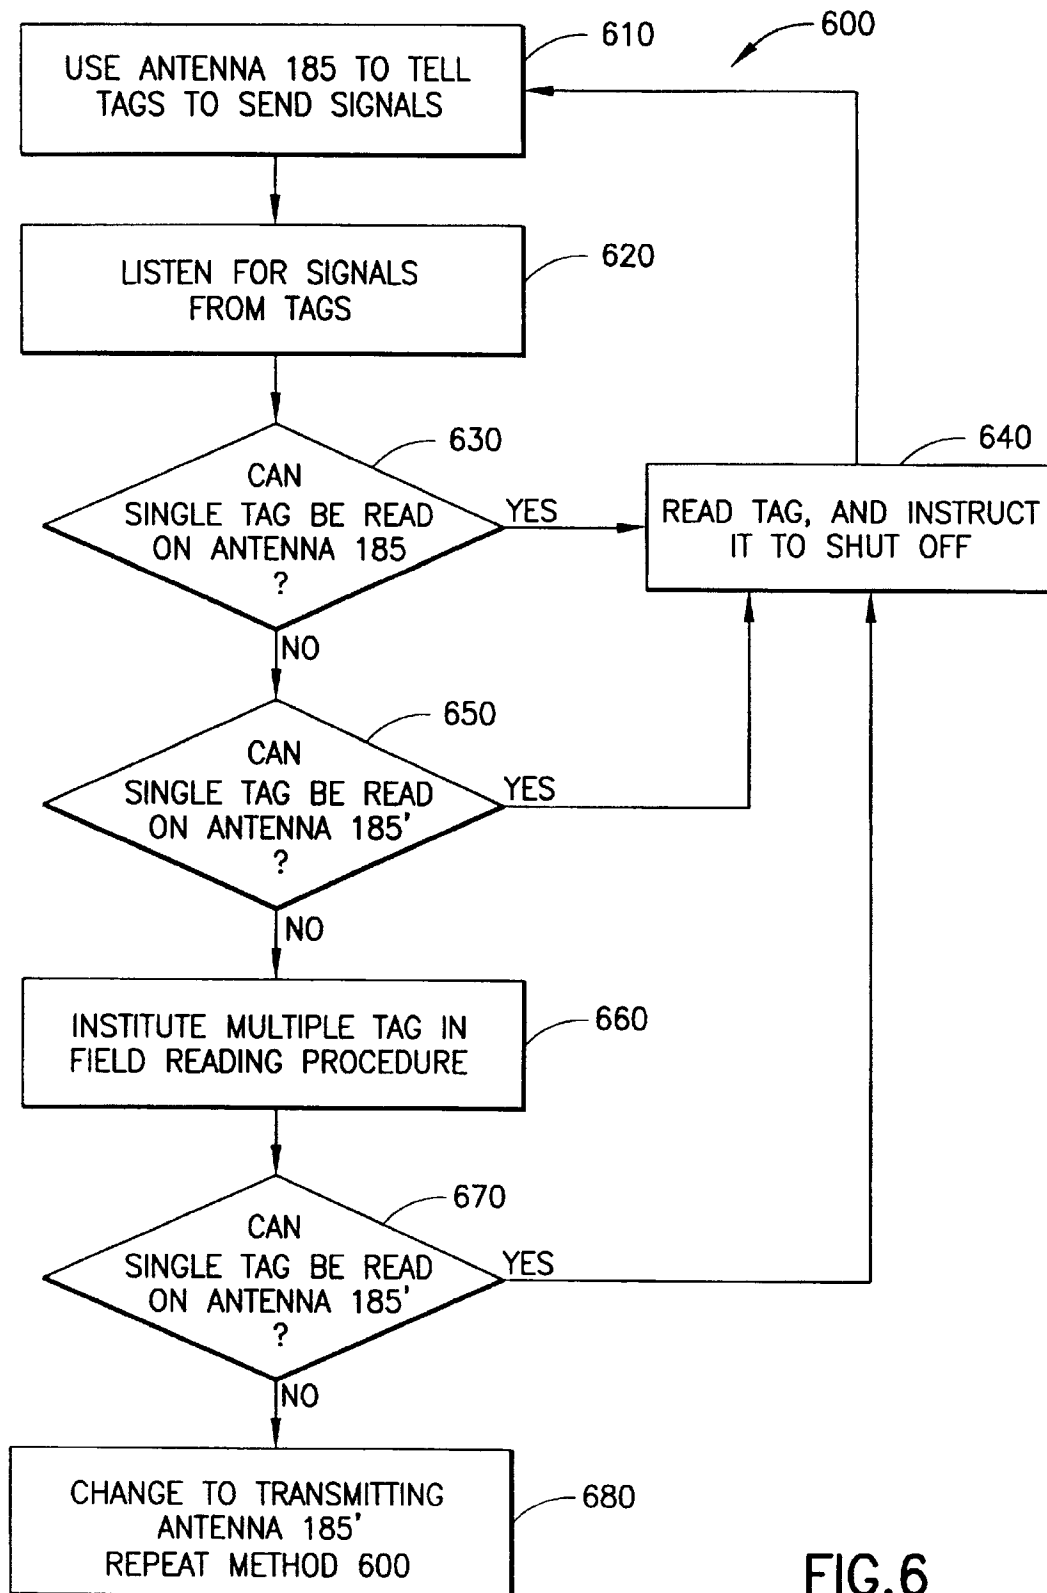 600
610
USE ANTENNA 185 TO TELL
TAGS TO SEND SIGNALS
620
LISTEN FOR SIGNALS
FROM TAGS
630
CAN
SINGLE TAG BE READ
ON ANTENNA 185
?
YES
NO
640
READ TAG, AND INSTRUCT
IT TO SHUT OFF
650
CAN
SINGLE TAG BE READ
ON ANTENNA 185'
?
YES
NO
660
INSTITUTE MULTIPLE TAG IN
FIELD READING PROCEDURE
670
CAN
SINGLE TAG BE READ
ON ANTENNA 185'
?
YES
NO
680
CHANGE TO TRANSMITTING
ANTENNA 185'
REPEAT METHOD 600
FIG.6